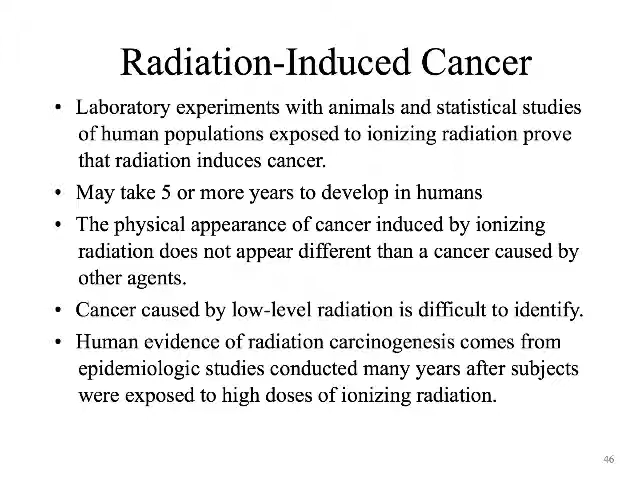 Radiation-Induced Cancer
• Laboratory experiments with animals and statistical studies
of human populations exposed to ionizing radiation prove
that radiation induces cancer.
• May take 5 or more years to develop in humans
• The physical appearance of cancer induced by ionizing
radiation does not appear different than a cancer caused by
other agents.
• Cancer caused by low-level radiation is difficult to identify.
• Human evidence of radiation carcinogenesis comes from
epidemiologic studies conducted many years after subjects
were exposed to high doses of ionizing radiation.
46